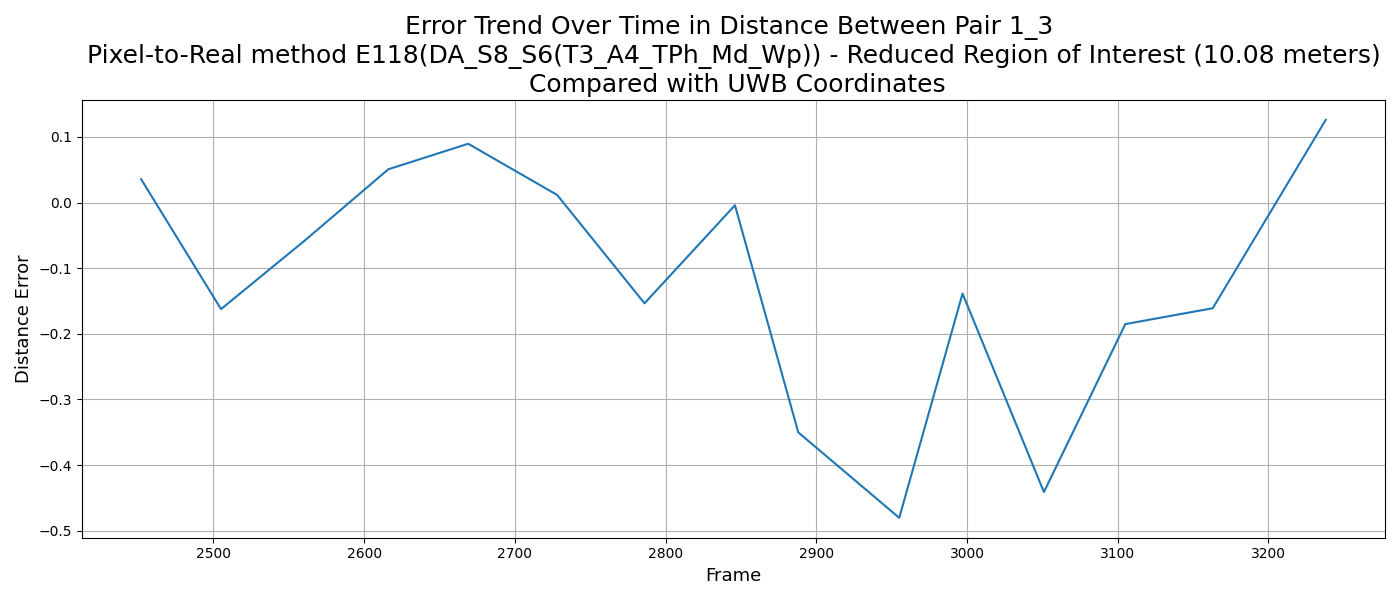 Error Trend Over Time in Distance Between Pair 1_3
Pixel-to-Real method E118(DA_S8_S6(T3_A4_TPh_Md_Wp)) - Reduced Region of Interest (10.08 meters)
Compared with UWB Coordinates
Distance Error
0.1
0.0
−0.1
−0.2
−0.3
−0.4
−0.5
2500 2600 2700 2800 2900 3000 3100 3200
Frame